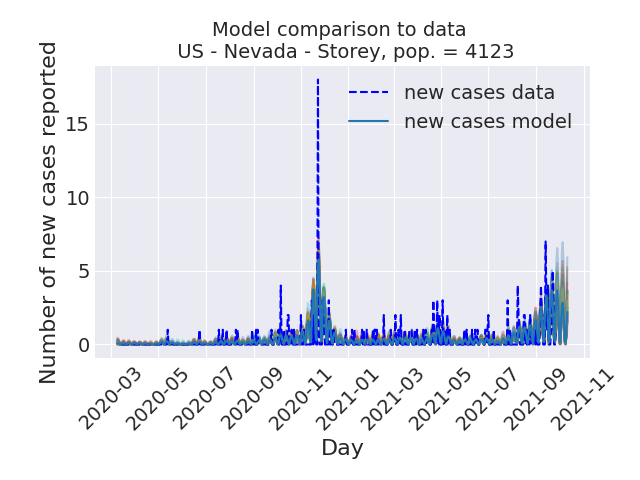 Model comparison to data
US - Nevada - Storey, pop. = 4123
Number of new cases reported
15
10
5
0
new cases data
new cases model
2020-03
2020-05
2020-07
2020-09
2020-11
2021-01
2021-03
2021-05
2021-07
2021-09
2021-11
Day